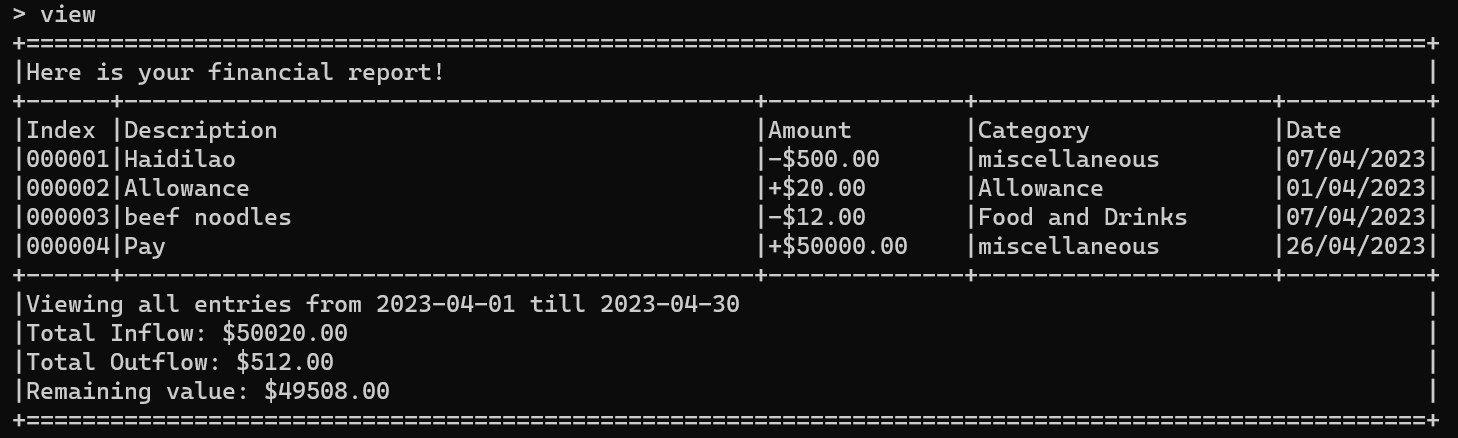 > view
+====================================================================================================+
|Here is your financial report!                                                                      |
+------+---------------------------------------------+--------------+---------------------+----------+
|Index |Description                                  |Amount        |Category             |Date      |
|000001|Haidilao                                     |-$500.00      |miscellaneous        |07/04/2023|
|000002|Allowance                                    |+$20.00       |Allowance            |01/04/2023|
|000003|beef noodles                                 |-$12.00       |Food and Drinks      |07/04/2023|
|000004|Pay                                          |+$50000.00    |miscellaneous        |26/04/2023|
+------+---------------------------------------------+--------------+---------------------+----------+
|Viewing all entries from 2023-04-01 till 2023-04-30                                                 |
|Total Inflow: $50020.00                                                                             |
|Total Outflow: $512.00                                                                              |
|Remaining value: $49508.00                                                                          |
+====================================================================================================+